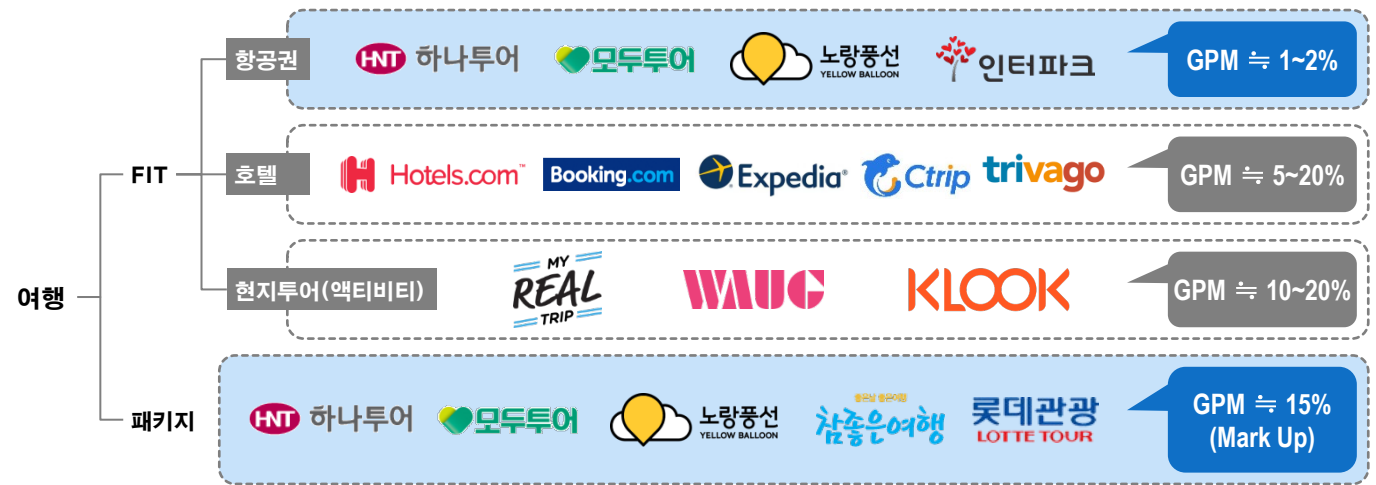 여행
FIT
항공권
HNT 하나투어
모두투어
노랑풍선
YELLOW BALLOON
인터파크
GPM ≒ 1~2%
호텔
Hotels.com™
Booking.com
Expedia®
Ctrip
trivago
GPM ≒ 5~20%
현지투어(액티비티)
MY
REAL
TRIP
WAUG
KLOOK
GPM ≒ 10~20%
패키지
HNT 하나투어
모두투어
노랑풍선
YELLOW BALLOON
참좋은여행
롯데관광
LOTTE TOUR
GPM ≒ 15%
(Mark Up)